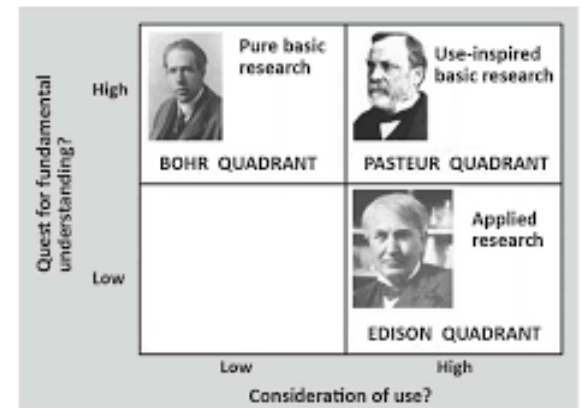 Quest for fundamental
understanding?
High
Pure basic
research
BOHR QUADRANT
Use-inspired
basic research
PASTEUR QUADRANT
Low
Applied
research
EDISON QUADRANT
Low
High
Consideration of use?